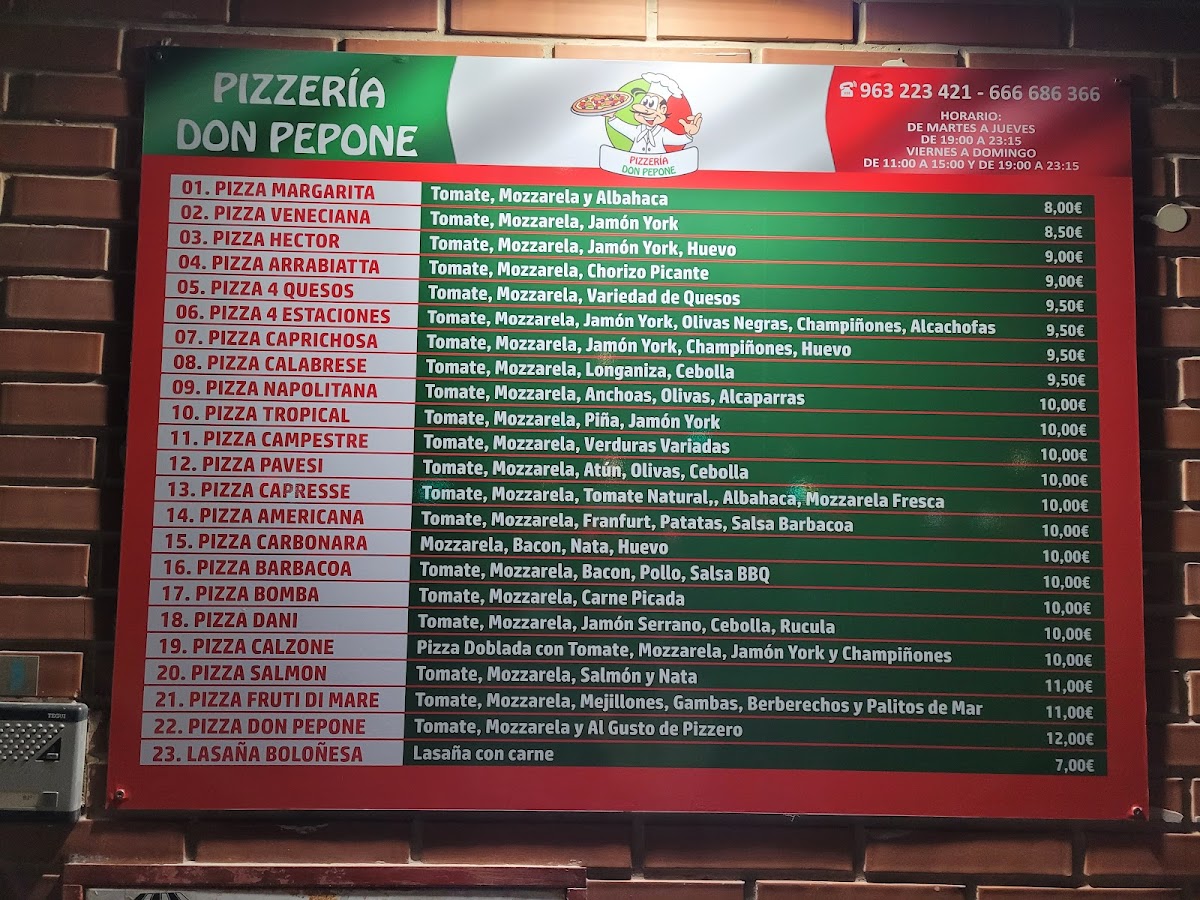 PIZZERÍA
DON PEPONE
PIZZERÍA
DON PEPONE
963 223 421 - 666 686 366
HORARIO:
DE MARTES A JUEVES
DE 19:00 A 23:15
VIERNES A DOMINGO
DE 11:00 A 15:00 Y DE 19:00 A 23:15
01. PIZZA MARGARITA Tomate, Mozzarela y Albahaca 8,00€
02. PIZZA VENECIANA Tomate, Mozzarela, Jamón York 8,50€
03. PIZZA HECTOR Tomate, Mozzarela, Jamón York, Huevo 9,00€
04. PIZZA ARRABIATTA Tomate, Mozzarela, Chorizo Picante 9,00€
05. PIZZA 4 QUESOS Tomate, Mozzarela, Variedad de Quesos 9,50€
06. PIZZA 4 ESTACIONES Tomate, Mozzarela, Jamón York, Olivas Negras, Champiñones, Alcachofas 9,50€
07. PIZZA CAPRICHOSA Tomate, Mozzarela, Jamón York, Champiñones, Huevo 9,50€
08. PIZZA CALABRESE Tomate, Mozzarela, Longaniza, Cebolla 9,50€
09. PIZZA NAPOLITANA Tomate, Mozzarela, Anchoas, Olivas, Alcaparras 10,00€
10. PIZZA TROPICAL Tomate, Mozzarela, Piña, Jamón York 10,00€
11. PIZZA CAMPESTRE Tomate, Mozzarela, Verduras Variadas 10,00€
12. PIZZA PAVESI Tomate, Mozzarela, Atún, Olivas, Cebolla 10,00€
13. PIZZA CAPRESSE Tomate, Mozzarela, Tomate Natural,, Albahaca, Mozzarela Fresca 10,00€
14. PIZZA AMERICANA Tomate, Mozzarela, Franfurt, Patatas, Salsa Barbacoa 10,00€
15. PIZZA CARBONARA Mozzarela, Bacon, Nata, Huevo 10,00€
16. PIZZA BARBACOA Tomate, Mozzarela, Bacon, Pollo, Salsa BBQ 10,00€
17. PIZZA BOMBA Tomate, Mozzarela, Carne Picada 10,00€
18. PIZZA DANI Tomate, Mozzarela, Jamón Serrano, Cebolla, Rucula 10,00€
19. PIZZA CALZONE Pizza Doblada con Tomate, Mozzarela, Jamón York y Champiñones 10,00€
20. PIZZA SALMON Tomate, Mozzarela, Salmón y Nata 11,00€
21. PIZZA FRUTI DI MARE Tomate, Mozzarela, Mejillones, Gambas, Berberechos y Palitos de Mar 11,00€
22. PIZZA DON PEPONE Tomate, Mozzarela y Al Gusto de Pizzero 12,00€
23. LASAÑA BOLOÑESA Lasaña con carne 7,00€
TEGUI